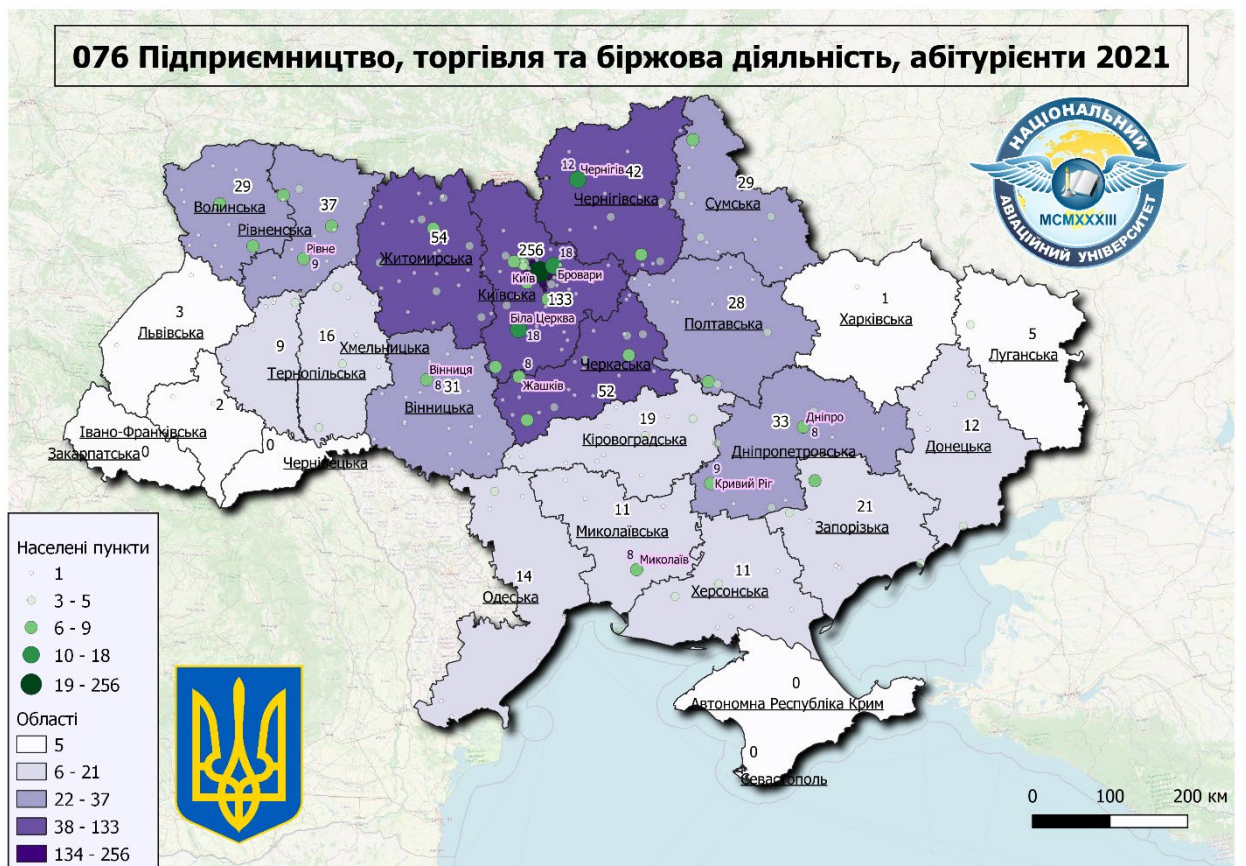 076 Підприємництво, торгівля та біржова діяльність, абітурієнти 2021
НАЦІОНАЛЬНИЙ
АВІАЦІЙНИЙ УНІВЕРСИТЕТ
MCMXXXIII
29
Волинська
37
Рівненська
Рівне
9
54
Житомирська
12
Чернігів
42
Чернігівська
29
Сумська
256
Київ
18
Бровари
Київська
133
Біла Церква
18
3
Львівська
9
Тернопільська
16
Хмельницька
Вінниця
8
31
Вінницька
8
Жашків
Черкаська
52
28
Полтавська
1
Харківська
5
Луганська
2
Івано-Франківська
0
Закарпатська
0
0
Чернівецька
19
Кіровоградська
33
Дніпро
8
Дніпропетровська
9
Кривий Ріг
12
Донецька
21
Запорізька
11
Миколаївська
8
Миколаїв
11
Херсонська
14
Одеська
0
Автономна Республіка Крим
0
Севастополь
Населені пункти
1
3 - 5
6 - 9
10 - 18
19 - 256
Області
5
6 - 21
22 - 37
38 - 133
134 - 256
0 100 200 км